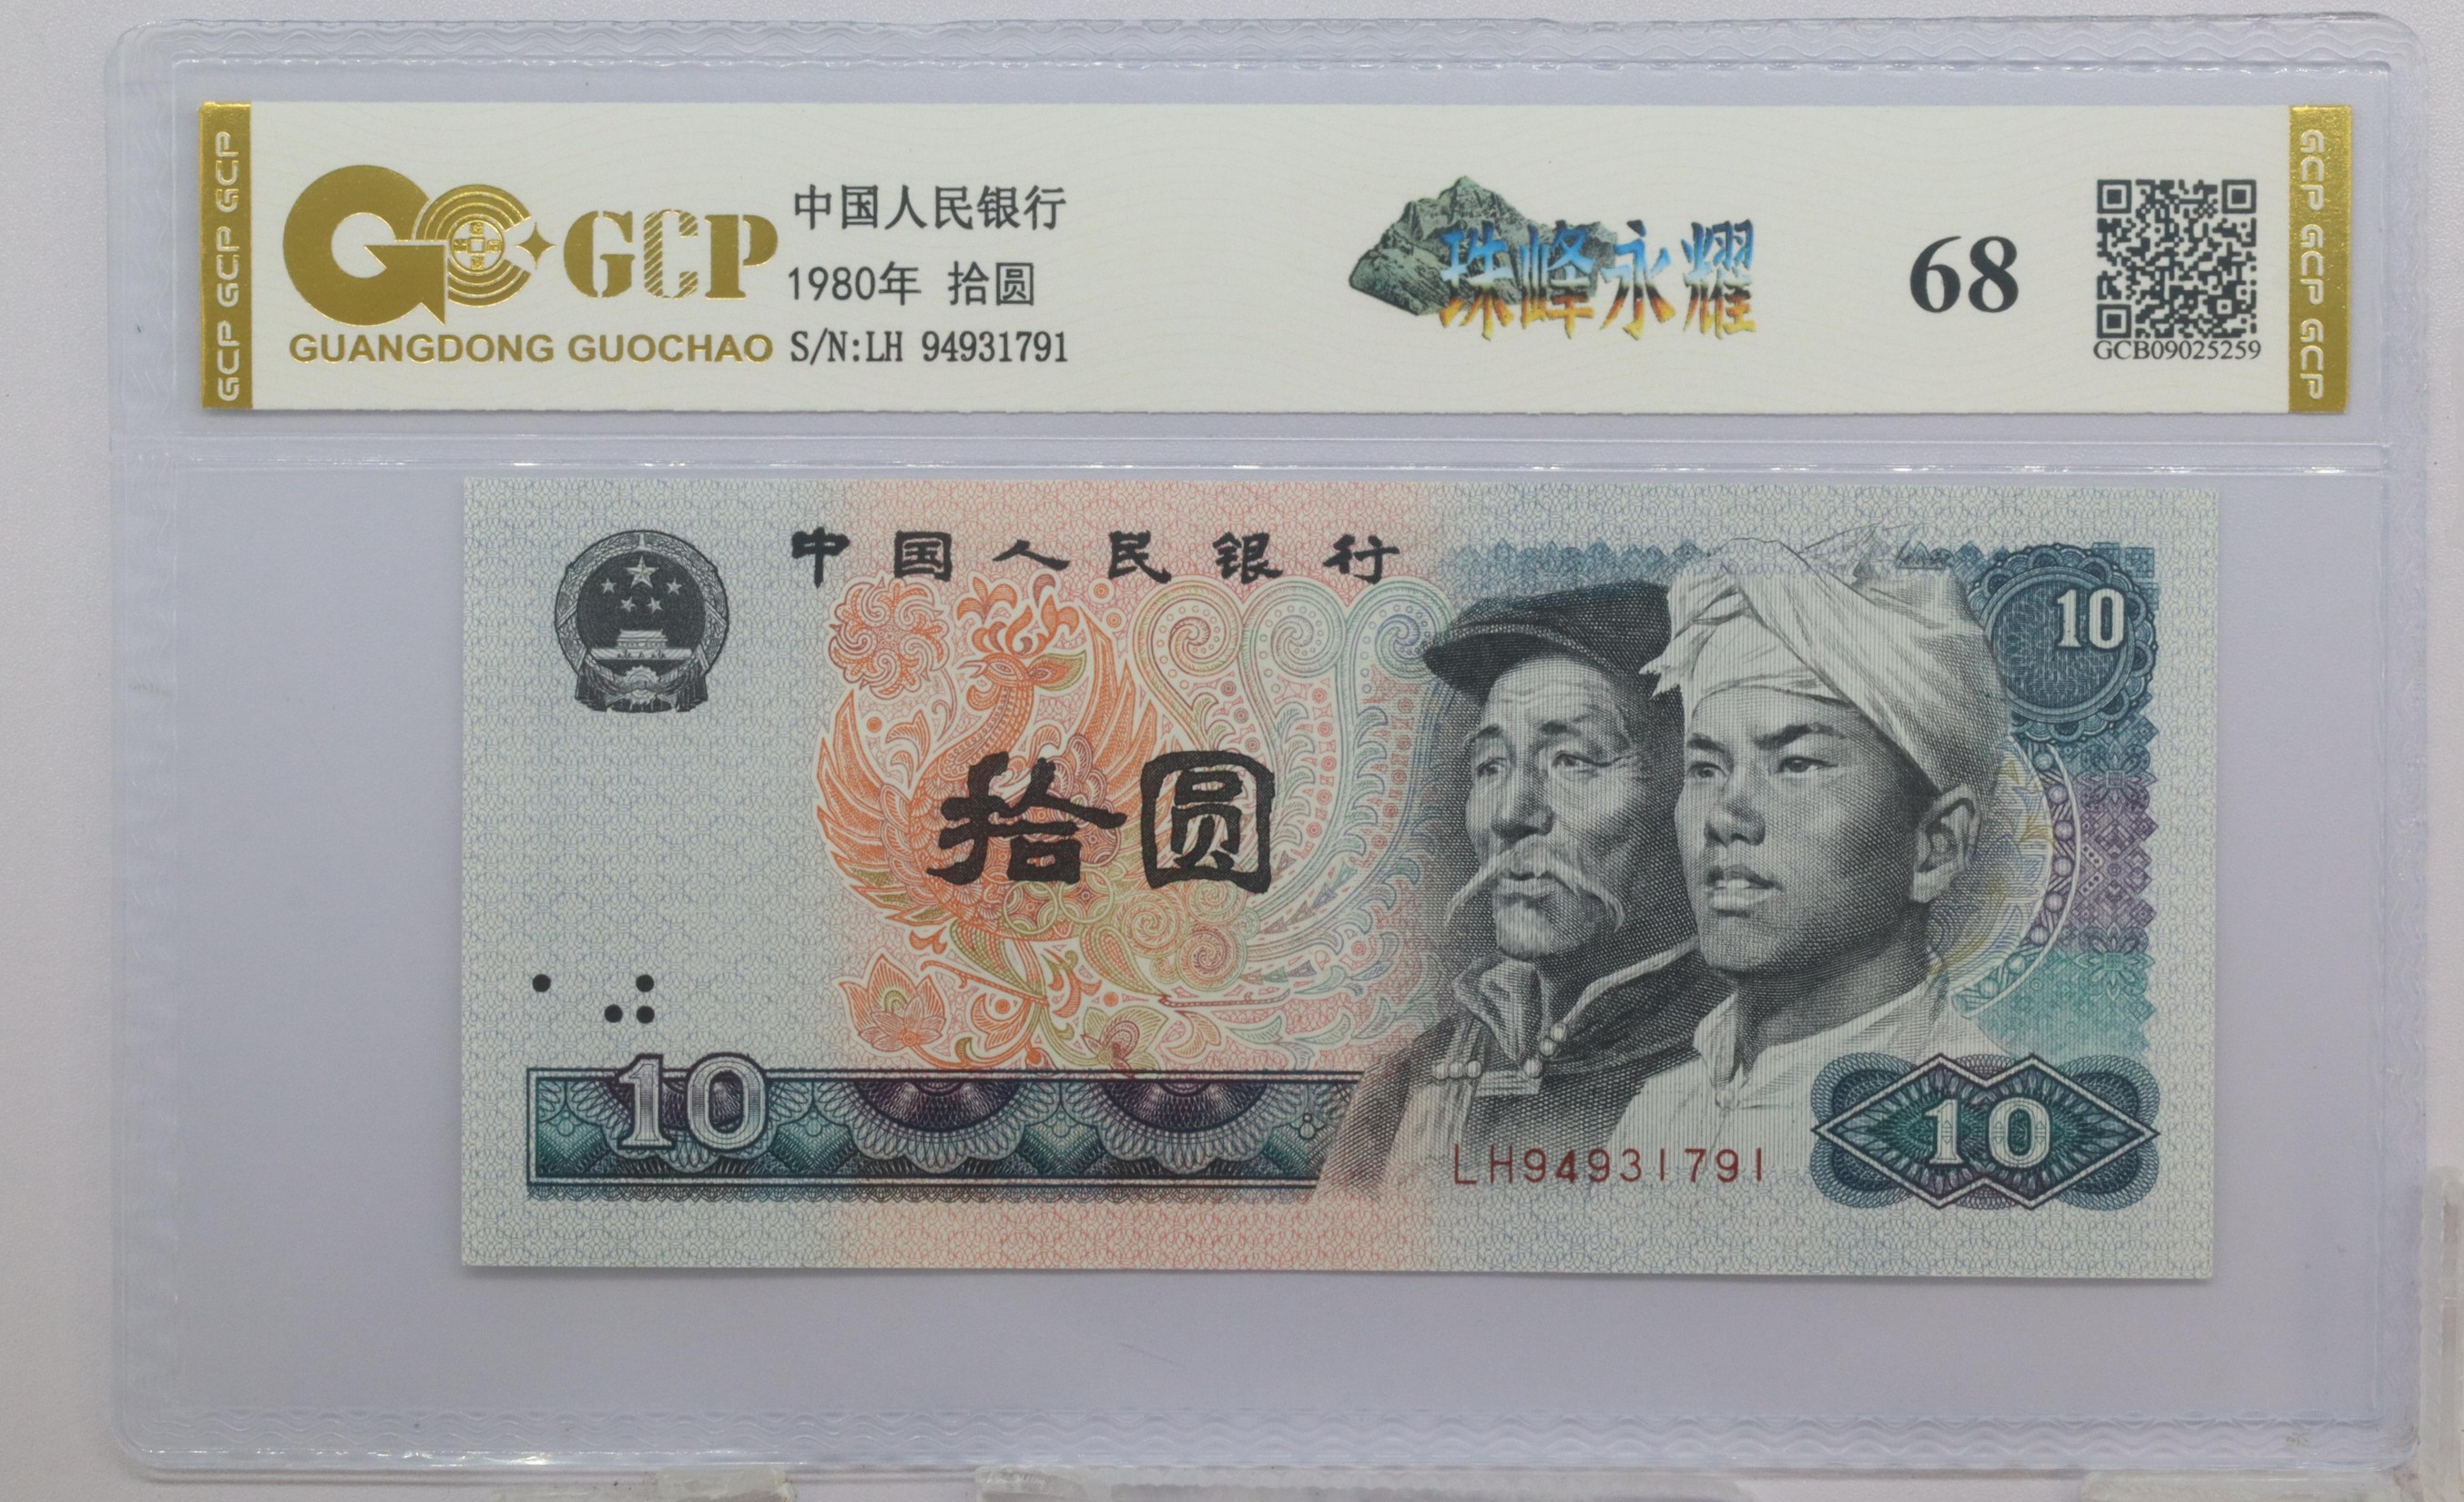 GCP GCP GCP
GCP
GUANGDONG GUOCHAO
中国人民银行
1980年 拾圆
S/N:LH 94931791
珠峰永耀
68
GCB09025259
GCP GCP GCP
中国人民银行
10
拾圆
10
LH94931791
10